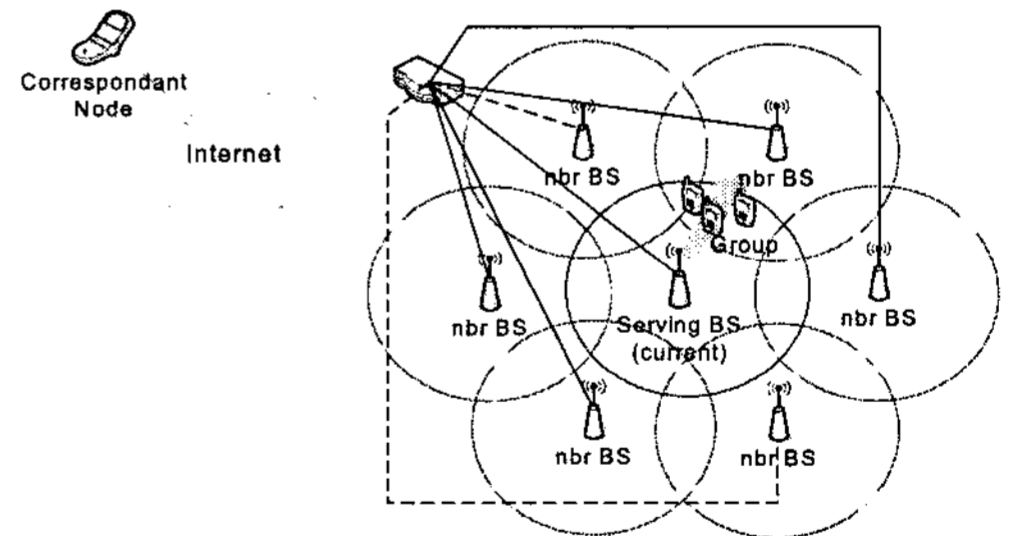 Correspondant
Node
Internet
nbr BS
nbr BS
Group
nbr BS
Serving BS
(current)
nbr BS
nbr BS
nbr BS